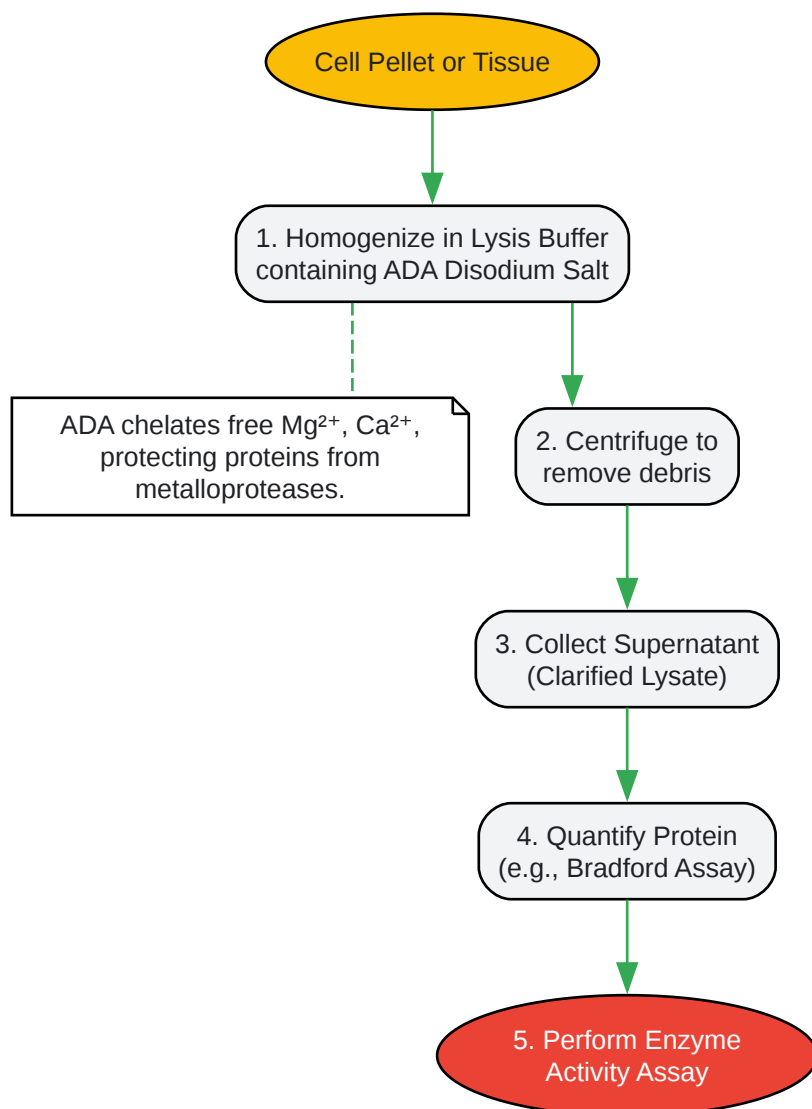 Cell Pellet or Tissue
1. Homogenize in Lysis Buffer
containing ADA Disodium Salt
ADA chelates free Mg²⁺, Ca²⁺,
protecting proteins from
metalloproteases.
2. Centrifuge to
remove debris
3. Collect Supernatant
(Clarified Lysate)
4. Quantify Protein
(e.g., Bradford Assay)
5. Perform Enzyme
Activity Assay